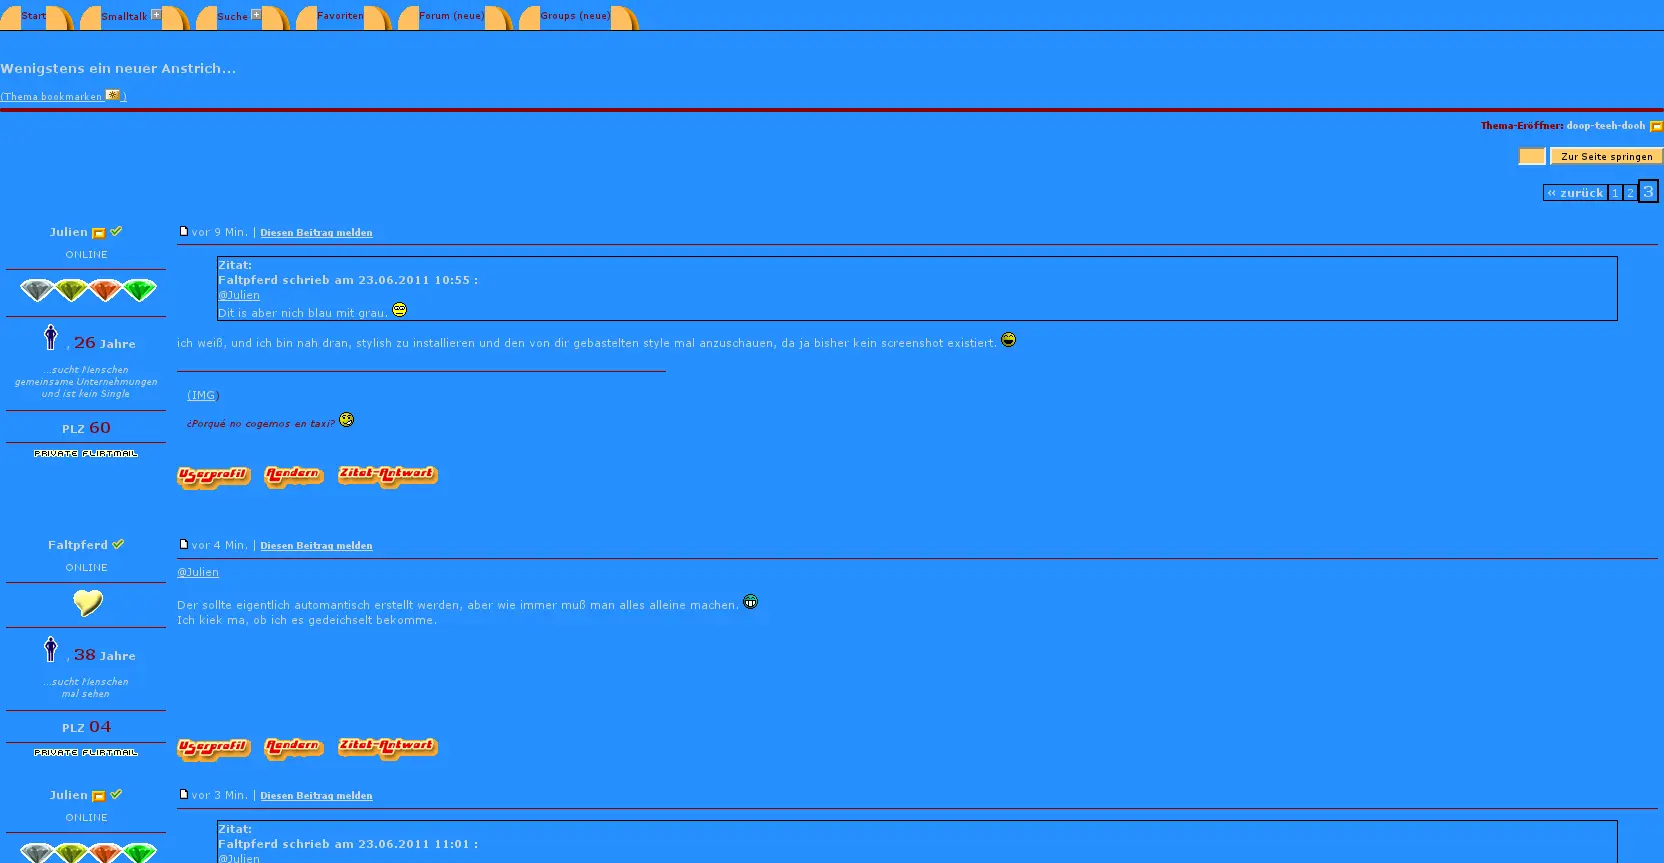 Start Smalltalk Suche Favoriten Forum (neue) Groups (neue)
Wenigstens ein neuer Anstrich...
(Thema bookmarken )
Thema-Eröffner: doop-teeh-dooh
Zur Seite springen
« zurück 1 2 3
Julien
ONLINE
, 26 Jahre
...sucht Menschen
gemeinsame Unternehmungen
und ist kein Single
PLZ 60
PRIVATE FLIRTMAIL
vor 9 Min. | Diesen Beitrag melden
Zitat:
Faltpferd schrieb am 23.06.2011 10:55 :
@Julien
Dit is aber nich blau mit grau.
ich weiß, und ich bin nah dran, stylish zu installieren und den von dir gebastelten style mal anzuschauen, da ja bisher kein screenshot existiert.
(IMG)
¿Porqué no cogemos en taxi?
Userprofil Aendern Zitat-Antwort
Faltpferd
ONLINE
, 38 Jahre
...sucht Menschen
mal sehen
PLZ 04
PRIVATE FLIRTMAIL
vor 4 Min. | Diesen Beitrag melden
@Julien
Der sollte eigentlich automantisch erstellt werden, aber wie immer muß man alles alleine machen.
Ich kiek ma, ob ich es gedeichselt bekomme.
Userprofil Aendern Zitat-Antwort
Julien
ONLINE
vor 3 Min. | Diesen Beitrag melden
Zitat:
Faltpferd schrieb am 23.06.2011 11:01 :
@Julien